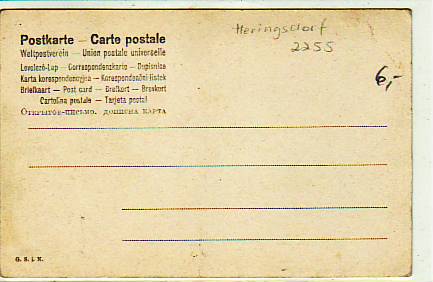 Heringsdorf
2255
6,-
Postkarte — Carte postale
Weltpostverein — Union postale universelle
Levelező-Lap — Correspondenzkarte — Dopisnice
Karta korespondencyjna — Korespondenční lístek
Briefkaart — Post card — Brefkort — Brevkort
Cartolina postale — Tarjeta postal
Открытое-письмо. дописна карта
G. S. i. K.